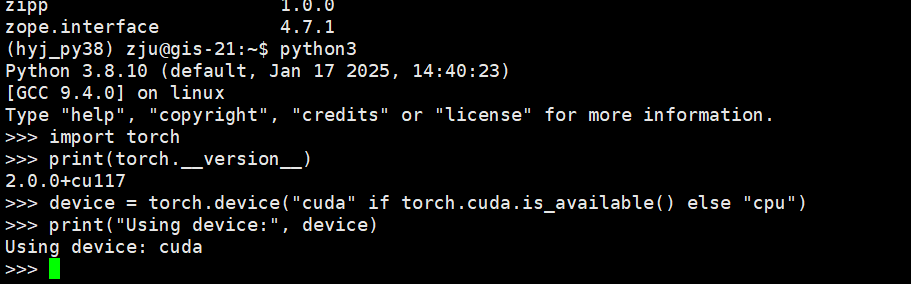 zipp 1.0.0
zope.interface 4.7.1
(hyj_py38) zju@gis-21:~$ python3
Python 3.8.10 (default, Jan 17 2025, 14:40:23)
[GCC 9.4.0] on linux
Type "help", "copyright", "credits" or "license" for more information.
>>> import torch
>>> print(torch.__version__)
2.0.0+cu117
>>> device = torch.device("cuda" if torch.cuda.is_available() else "cpu")
>>> print("Using device:", device)
Using device: cuda
>>>